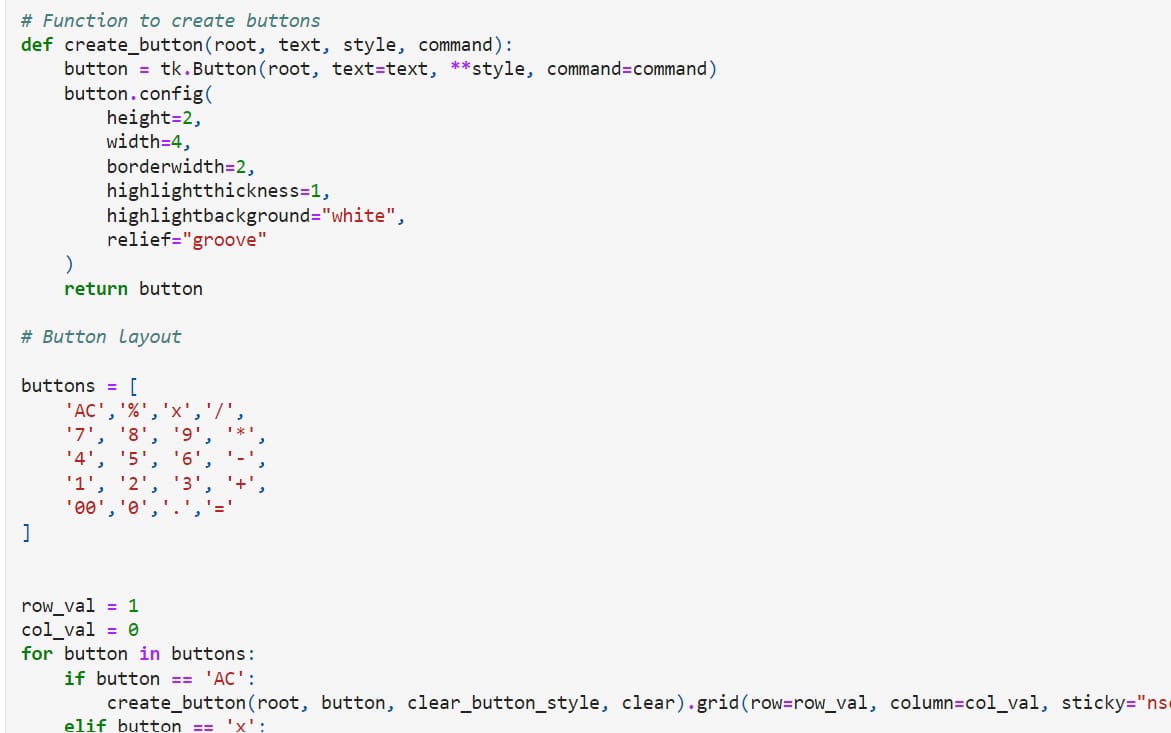 # Function to create buttons
def create_button(root, text, style, command):
    button = tk.Button(root, text=text, **style, command=command)
    button.config(
        height=2,
        width=4,
        borderwidth=2,
        highlightthickness=1,
        highlightbackground="white",
        relief="groove"
    )
    return button

# Button layout

buttons = [
    'AC','%','x','/',
    '7', '8', '9', '*',
    '4', '5', '6', '-',
    '1', '2', '3', '+',
    '00','0','.','='
]


row_val = 1
col_val = 0
for button in buttons:
    if button == 'AC':
        create_button(root, button, clear_button_style, clear).grid(row=row_val, column=col_val, sticky="ns
    elif button == 'x':